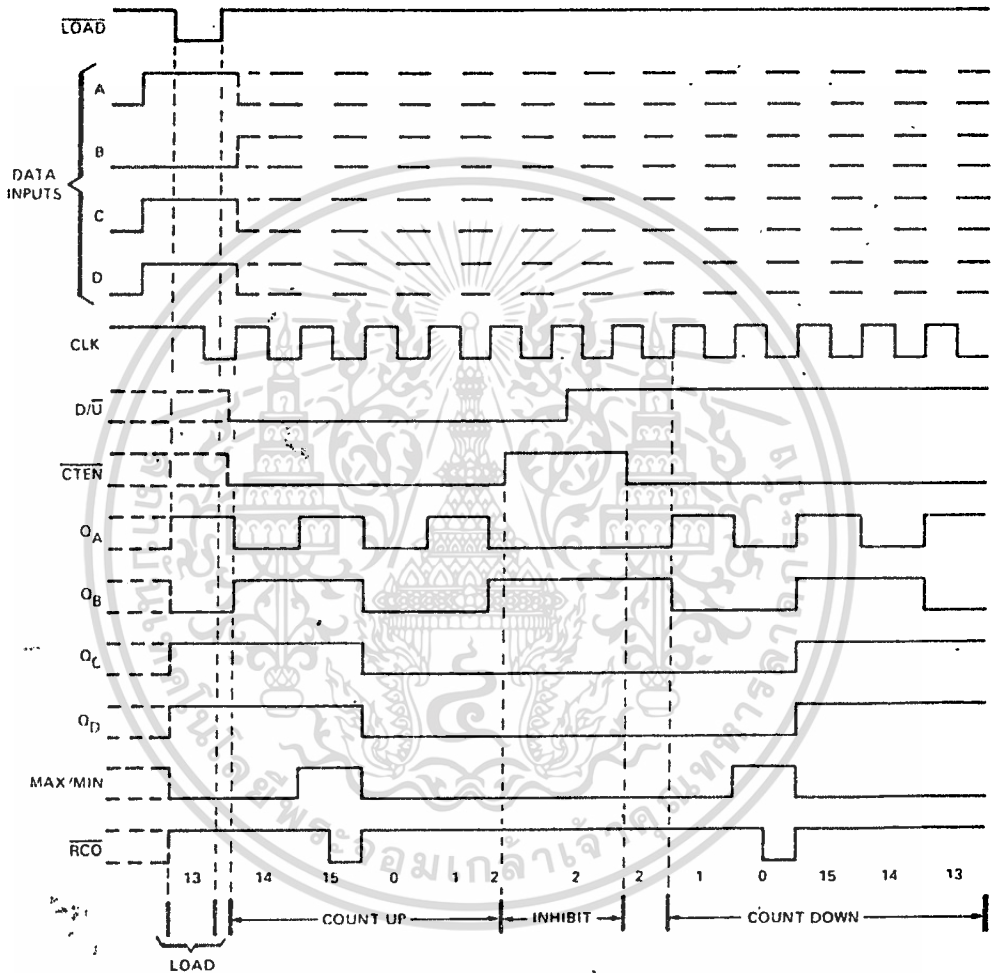 LOAD
DATA INPUTS
A
B
C
D
CLK
D/U
CTEN
QA
QB
QC
QD
MAX/MIN
RCO
13 14 15 0 1 2 2 2 1 0 15 14 13
COUNT UP INHIBIT COUNT DOWN
LOAD